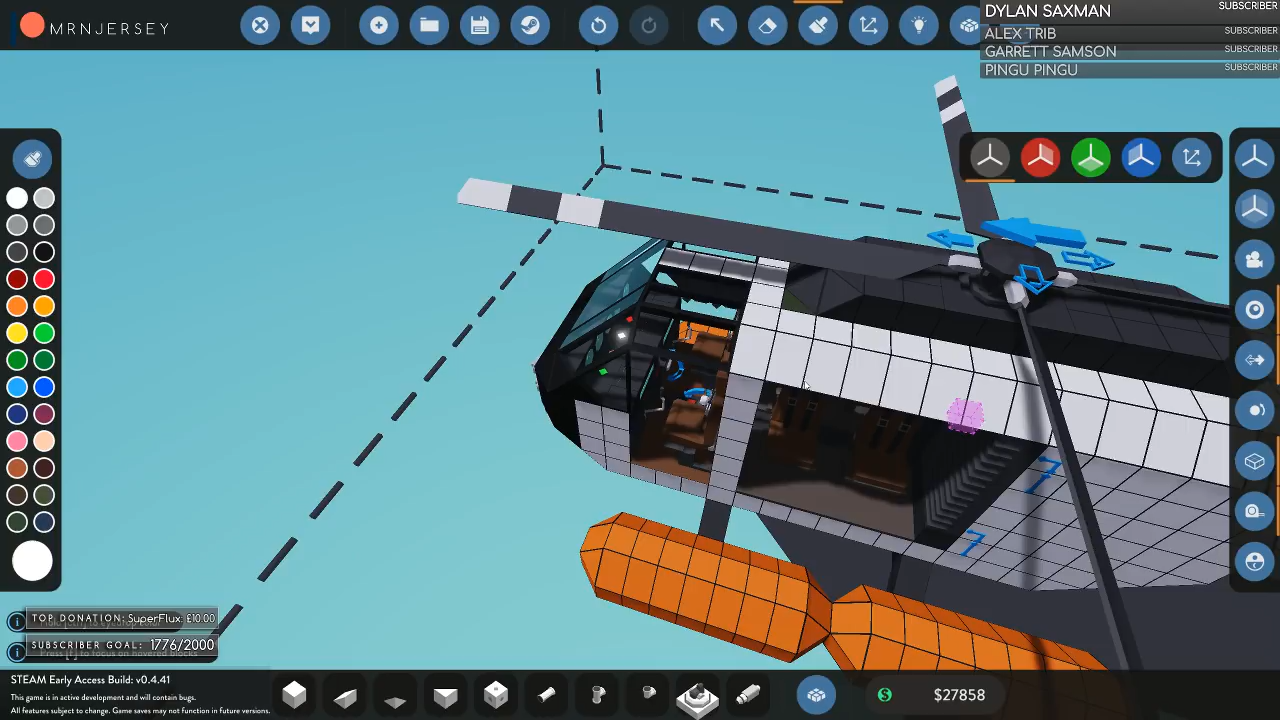 MRNJERSEY
DYLAN SAXMAN SUBSCRIBER
ALEX TRIB SUBSCRIBER
GARRETT SAMSON SUBSCRIBER
PINGU PINGU SUBSCRIBER
TOP DONATION: SuperFlux: £10.00
SUBSCRIBER GOAL: 1776/2000
STEAM Early Access Build: v0.4.41
This game is in active development and will contain bugs.
All features subject to change. Game saves may not function in future versions.
$ $27858